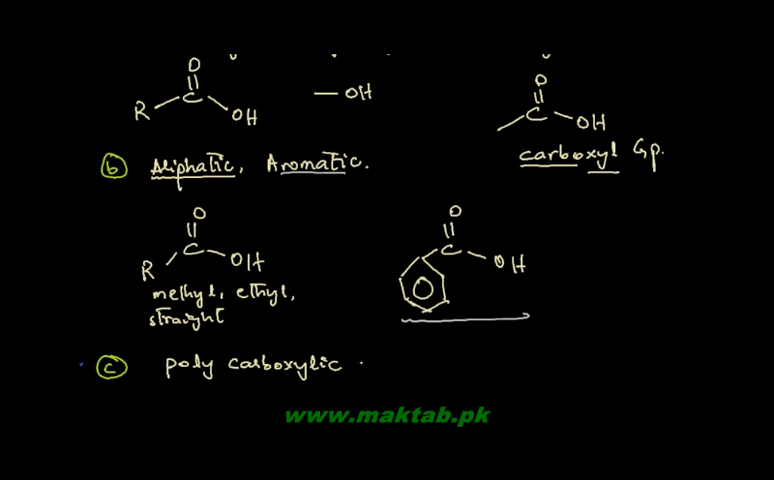 O
O
R C OH — OH C OH
carboxyl Gp.
b Aliphatic, Aromatic.
O O
R C OH C OH
methyl, ethyl,
straight
c poly carboxylic .
www.maktab.pk